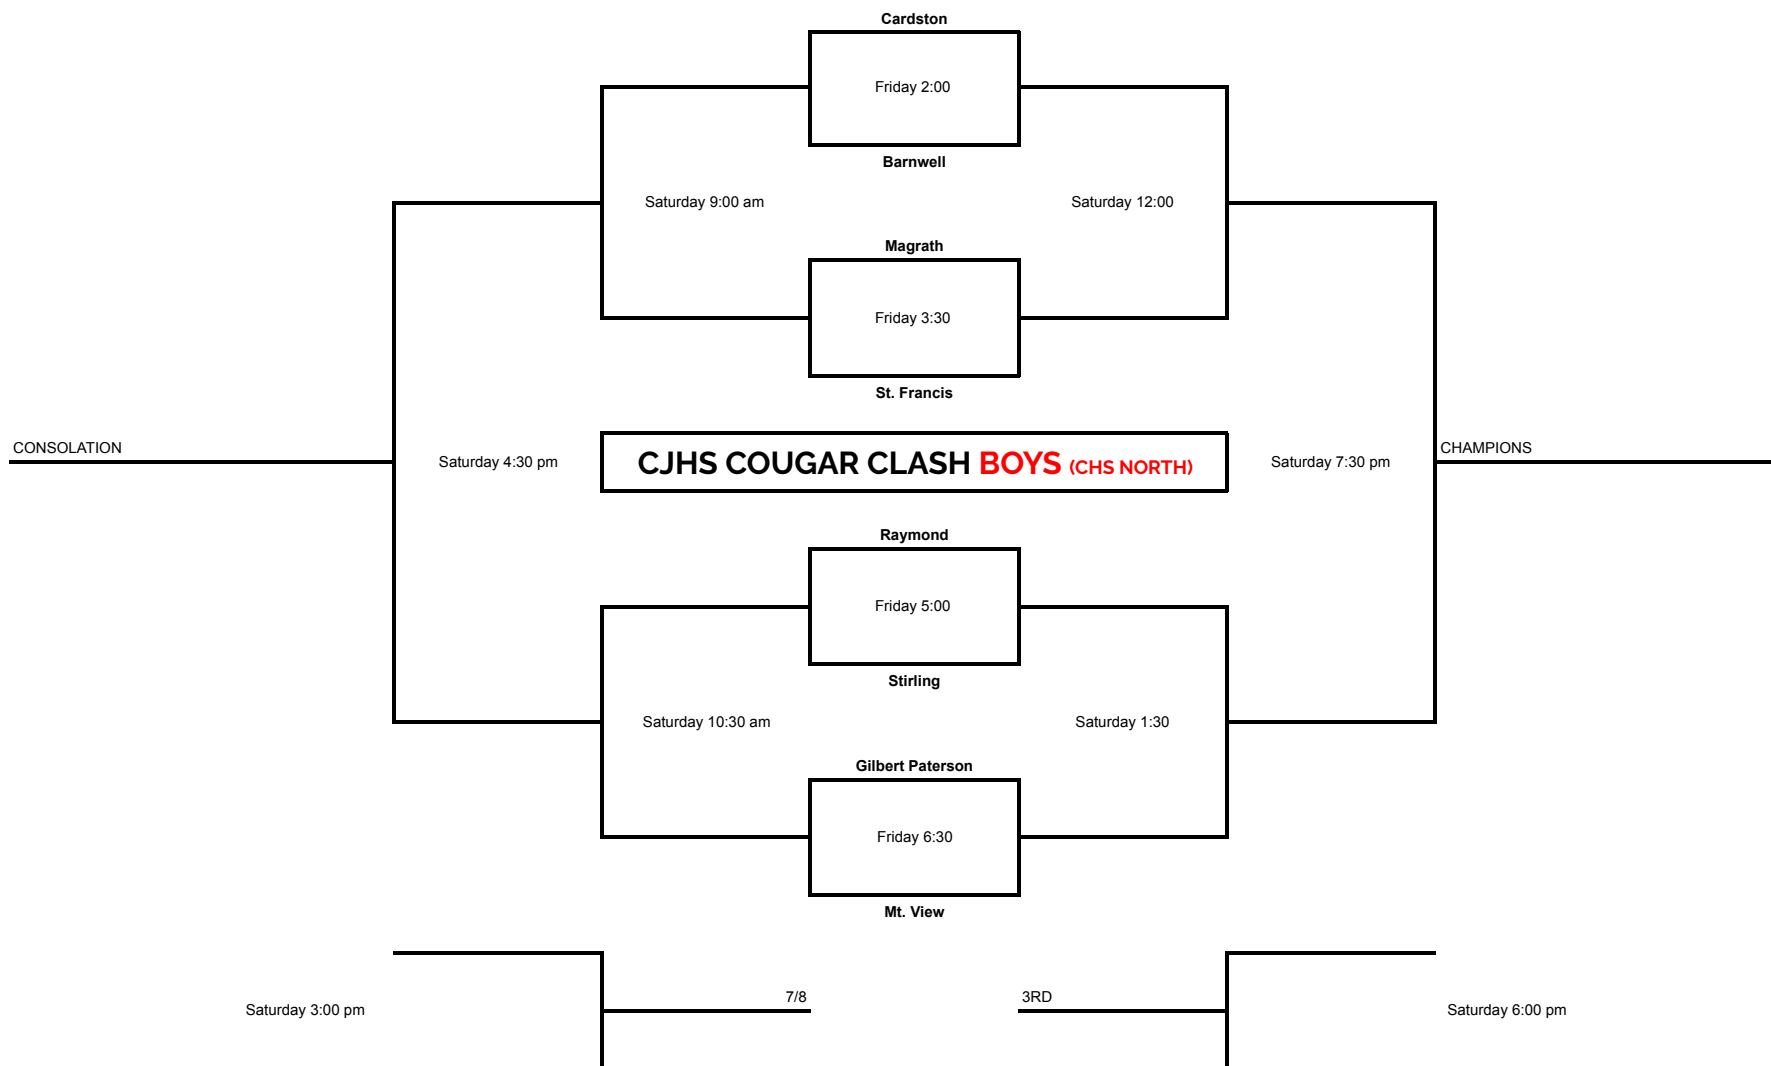 Cardston
Friday 2:00
Barnwell
Saturday 9:00 am
Saturday 12:00
Magrath
Friday 3:30
St. Francis
CONSOLATION
Saturday 4:30 pm
CJHS COUGAR CLASH BOYS (CHS NORTH)
Saturday 7:30 pm
CHAMPIONS
Raymond
Friday 5:00
Stirling
Saturday 10:30 am
Saturday 1:30
Gilbert Paterson
Friday 6:30
Mt. View
Saturday 3:00 pm
7/8
3RD
Saturday 6:00 pm